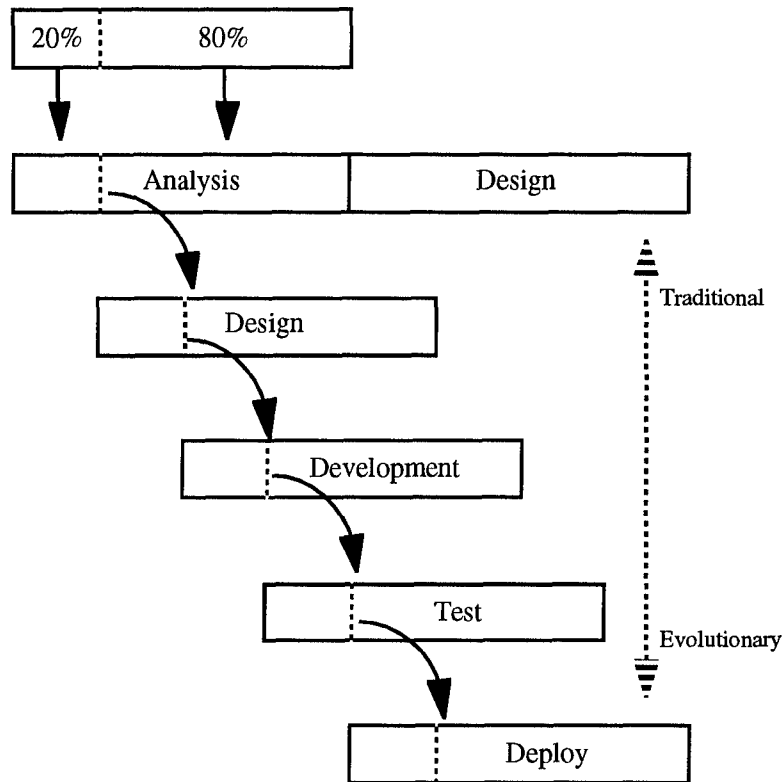 20% 80%
Analysis Design
Traditional
Design
Development
Test
Evolutionary
Deploy